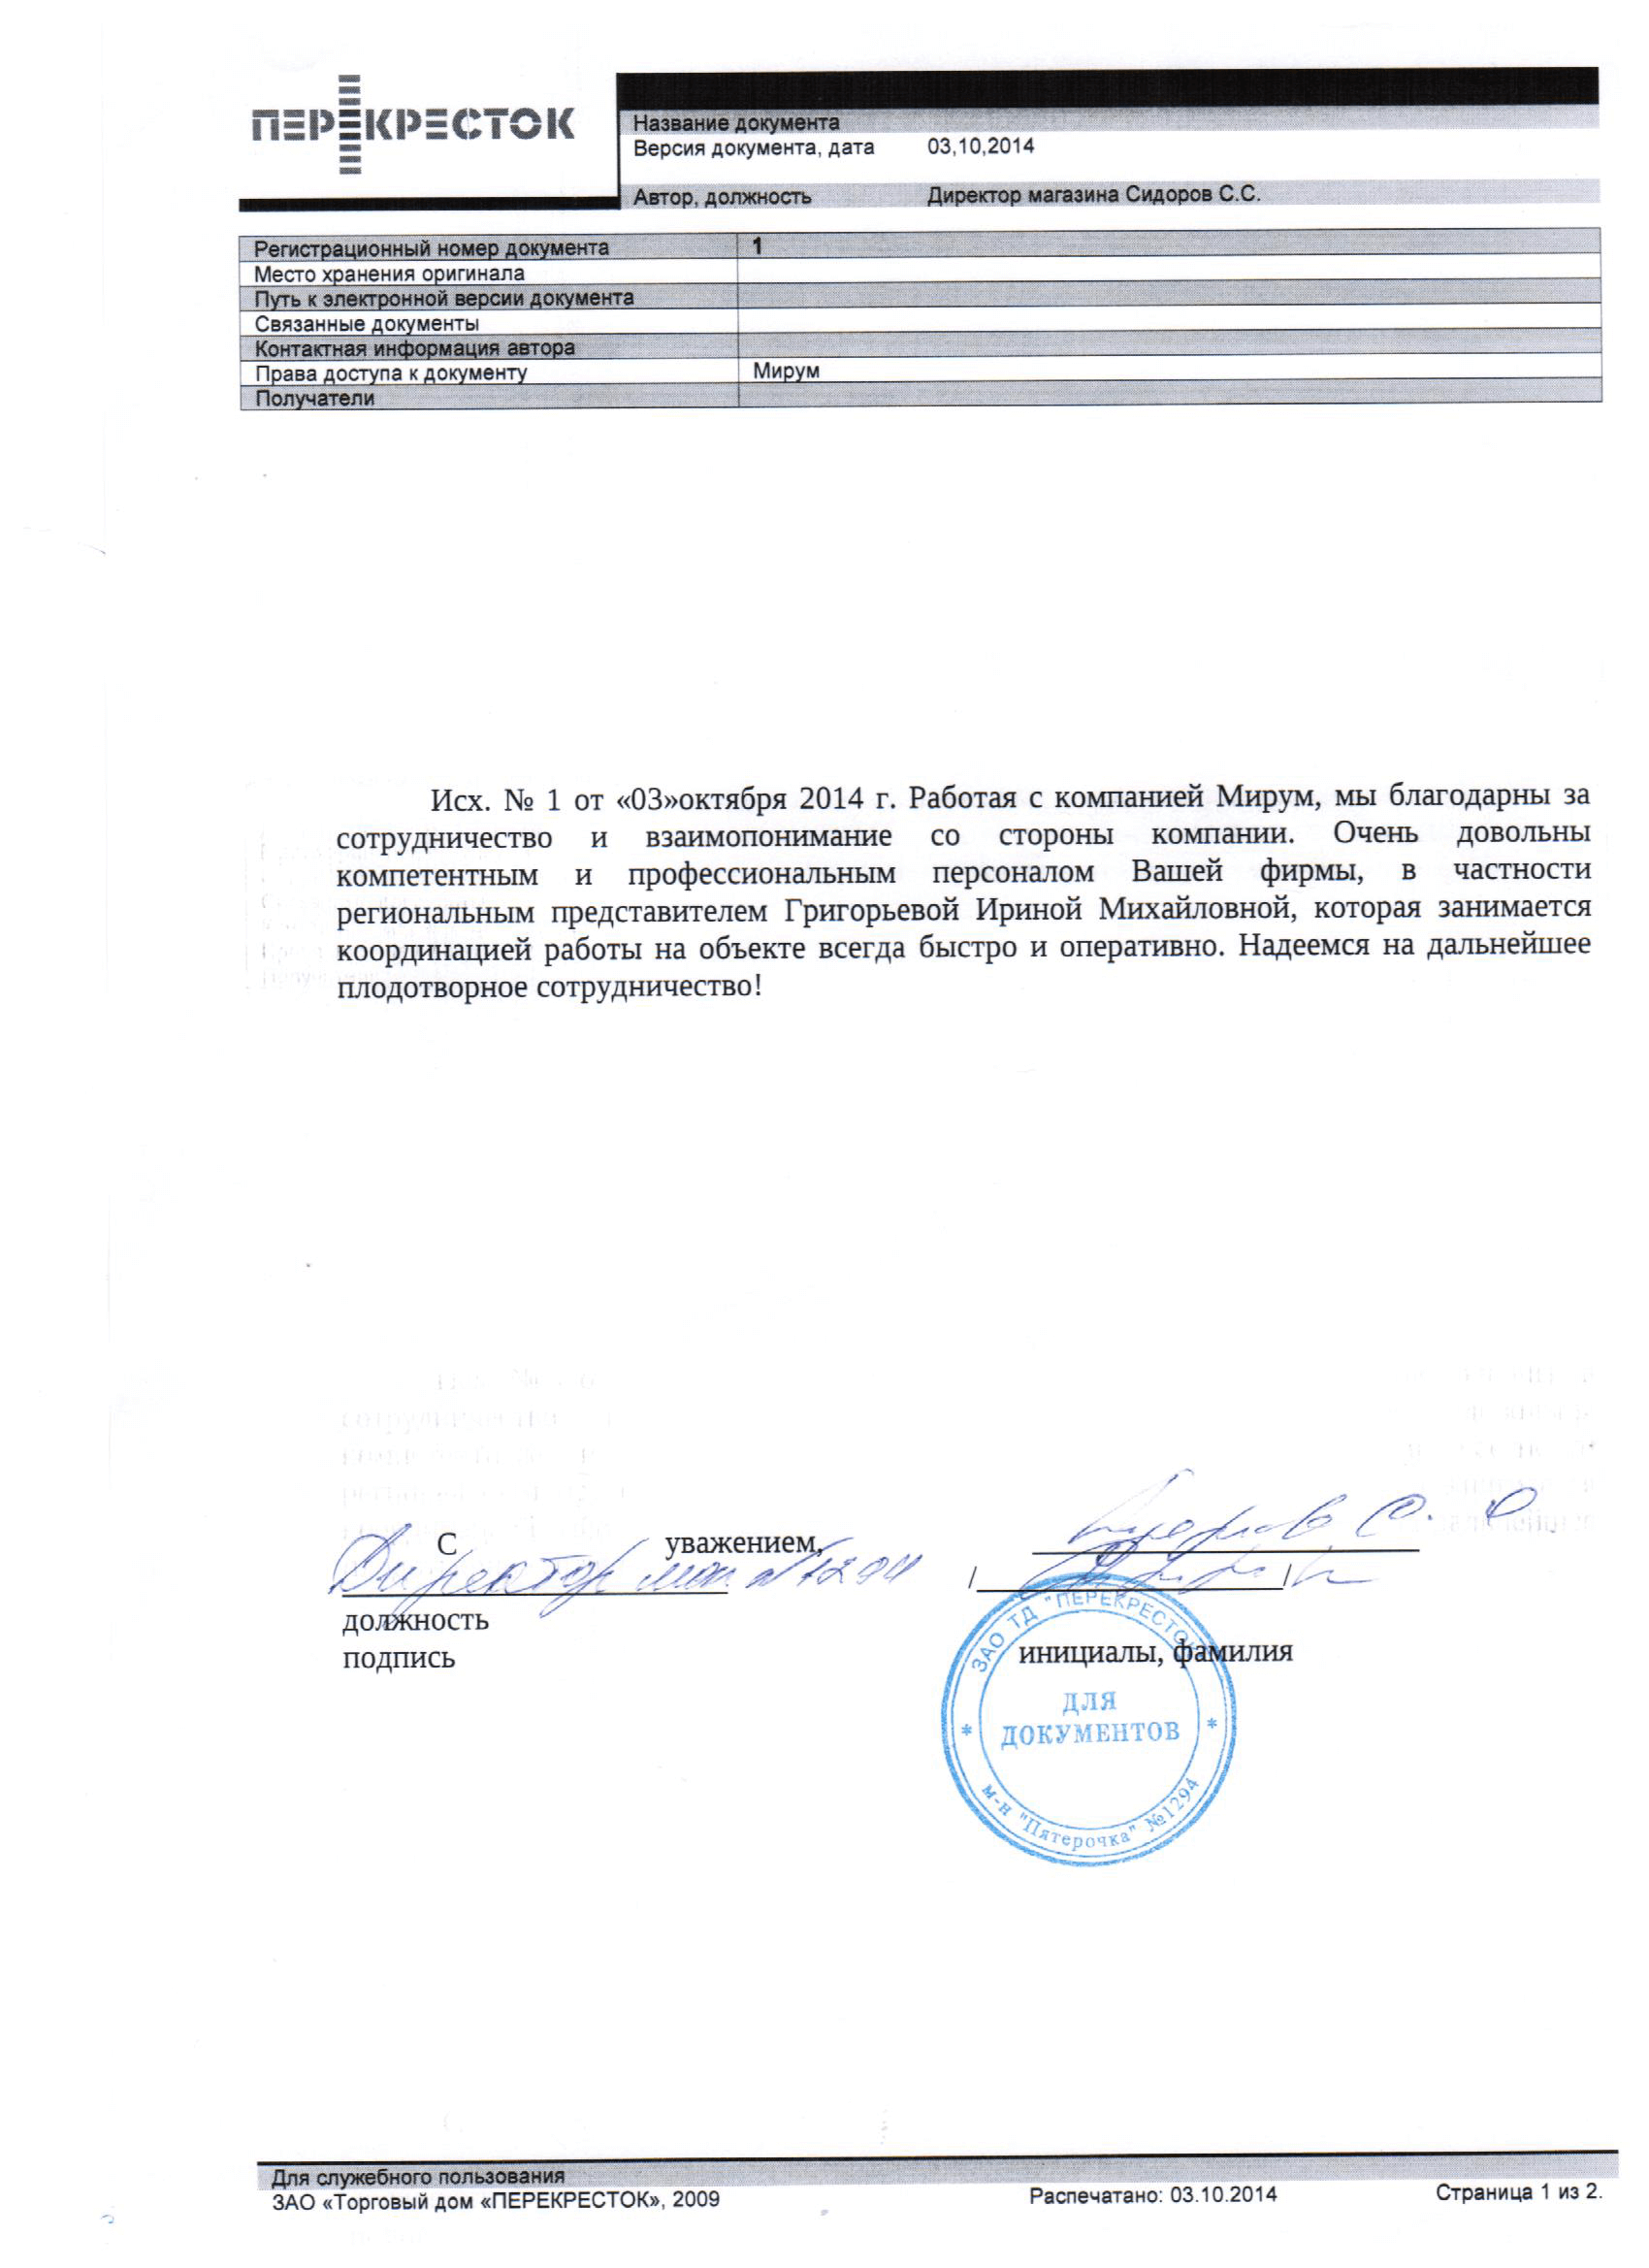 ПЕРЕКРЕСТОК
Название документа
Версия документа, дата 03,10,2014
Автор, должность Директор магазина Сидоров С.С.
Регистрационный номер документа 1
Место хранения оригинала
Путь к электронной версии документа
Связанные документы
Контактная информация автора
Права доступа к документу Мирум
Получатели
Исх. № 1 от «03»октября 2014 г. Работая с компанией Мирум, мы благодарны за
сотрудничество и взаимопонимание со стороны компании. Очень довольны
компетентным и профессиональным персоналом Вашей фирмы, в частности
региональным представителем Григорьевой Ириной Михайловной, которая занимается
координацией работы на объекте всегда быстро и оперативно. Надеемся на дальнейшее
плодотворное сотрудничество!
С уважением,
Директор маг №1294 / /
должность
подпись инициалы, фамилия
ЗАО ТД "ПЕРЕКРЕСТОК"
ДЛЯ
ДОКУМЕНТОВ
м-н "Пятерочка" №1294
Для служебного пользования
ЗАО «Торговый дом «ПЕРЕКРЕСТОК», 2009 Распечатано: 03.10.2014 Страница 1 из 2.